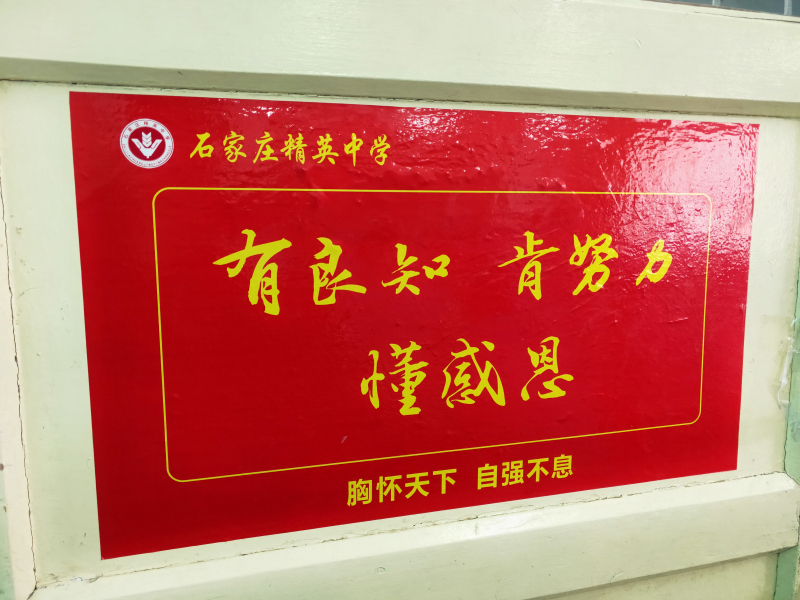 石家庄精英中学
有良知 肯努力
懂感恩
胸怀天下 自强不息